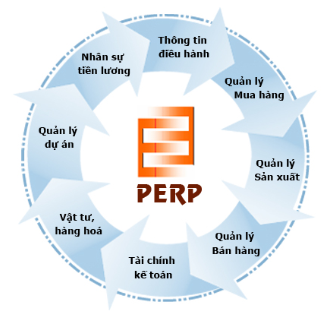 Thông tin
điều hành
Quản lý
Mua hàng
Quản lý
Sản xuất
Quản lý
Bán hàng
Tài chính
kế toán
Vật tư,
hàng hoá
Quản lý
dự án
Nhân sự
tiền lương
PERP